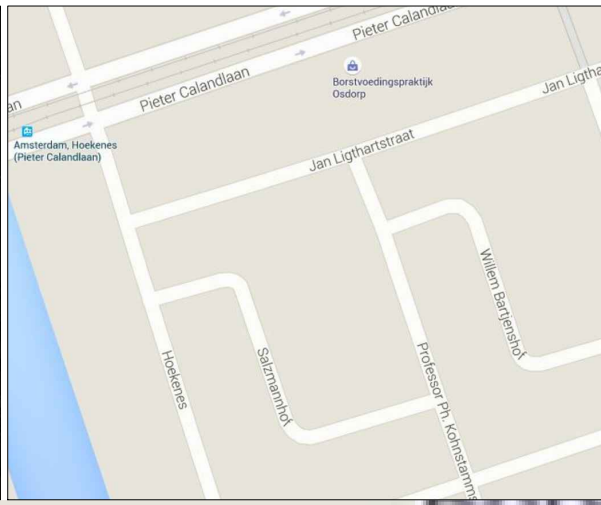 Pieter Calandlaan
an
Pieter Calandlaan
Borstvoedingspraktijk
Osdorp
Jan Ligtha
Amsterdam, Hoekenes
(Pieter Calandlaan)
Jan Ligthartstraat
Willem Bartjenshof
Hoekenes
Salzmannhof
Professor Ph. Kohnstamms